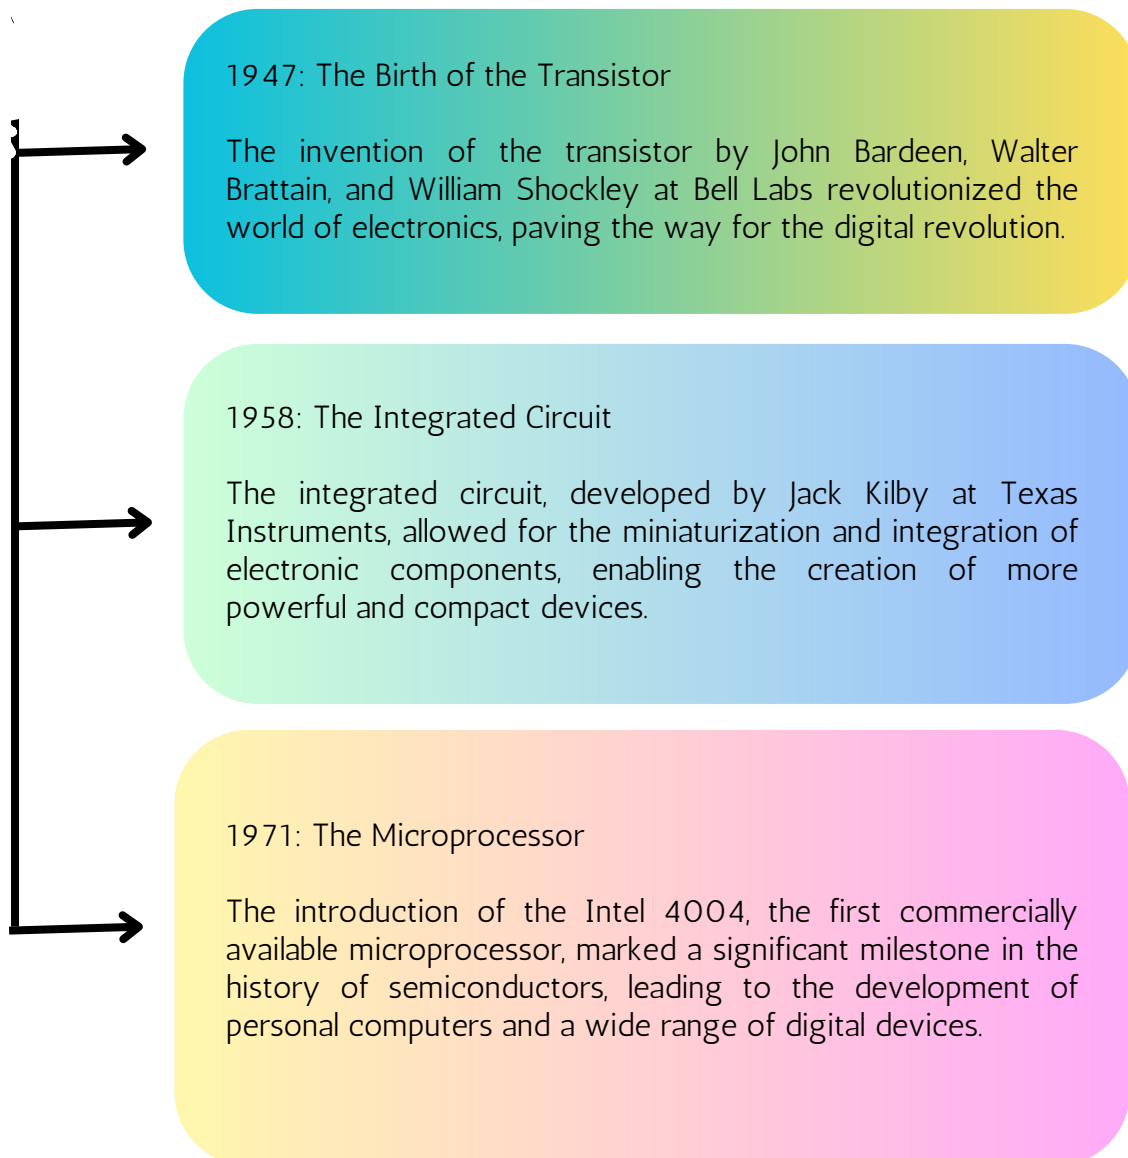 1947: The Birth of the Transistor
The invention of the transistor by John Bardeen, Walter
Brattain, and William Shockley at Bell Labs revolutionized the
world of electronics, paving the way for the digital revolution.
1958: The Integrated Circuit
The integrated circuit, developed by Jack Kilby at Texas
Instruments, allowed for the miniaturization and integration of
electronic components, enabling the creation of more
powerful and compact devices.
1971: The Microprocessor
The introduction of the Intel 4004, the first commercially
available microprocessor, marked a significant milestone in the
history of semiconductors, leading to the development of
personal computers and a wide range of digital devices.